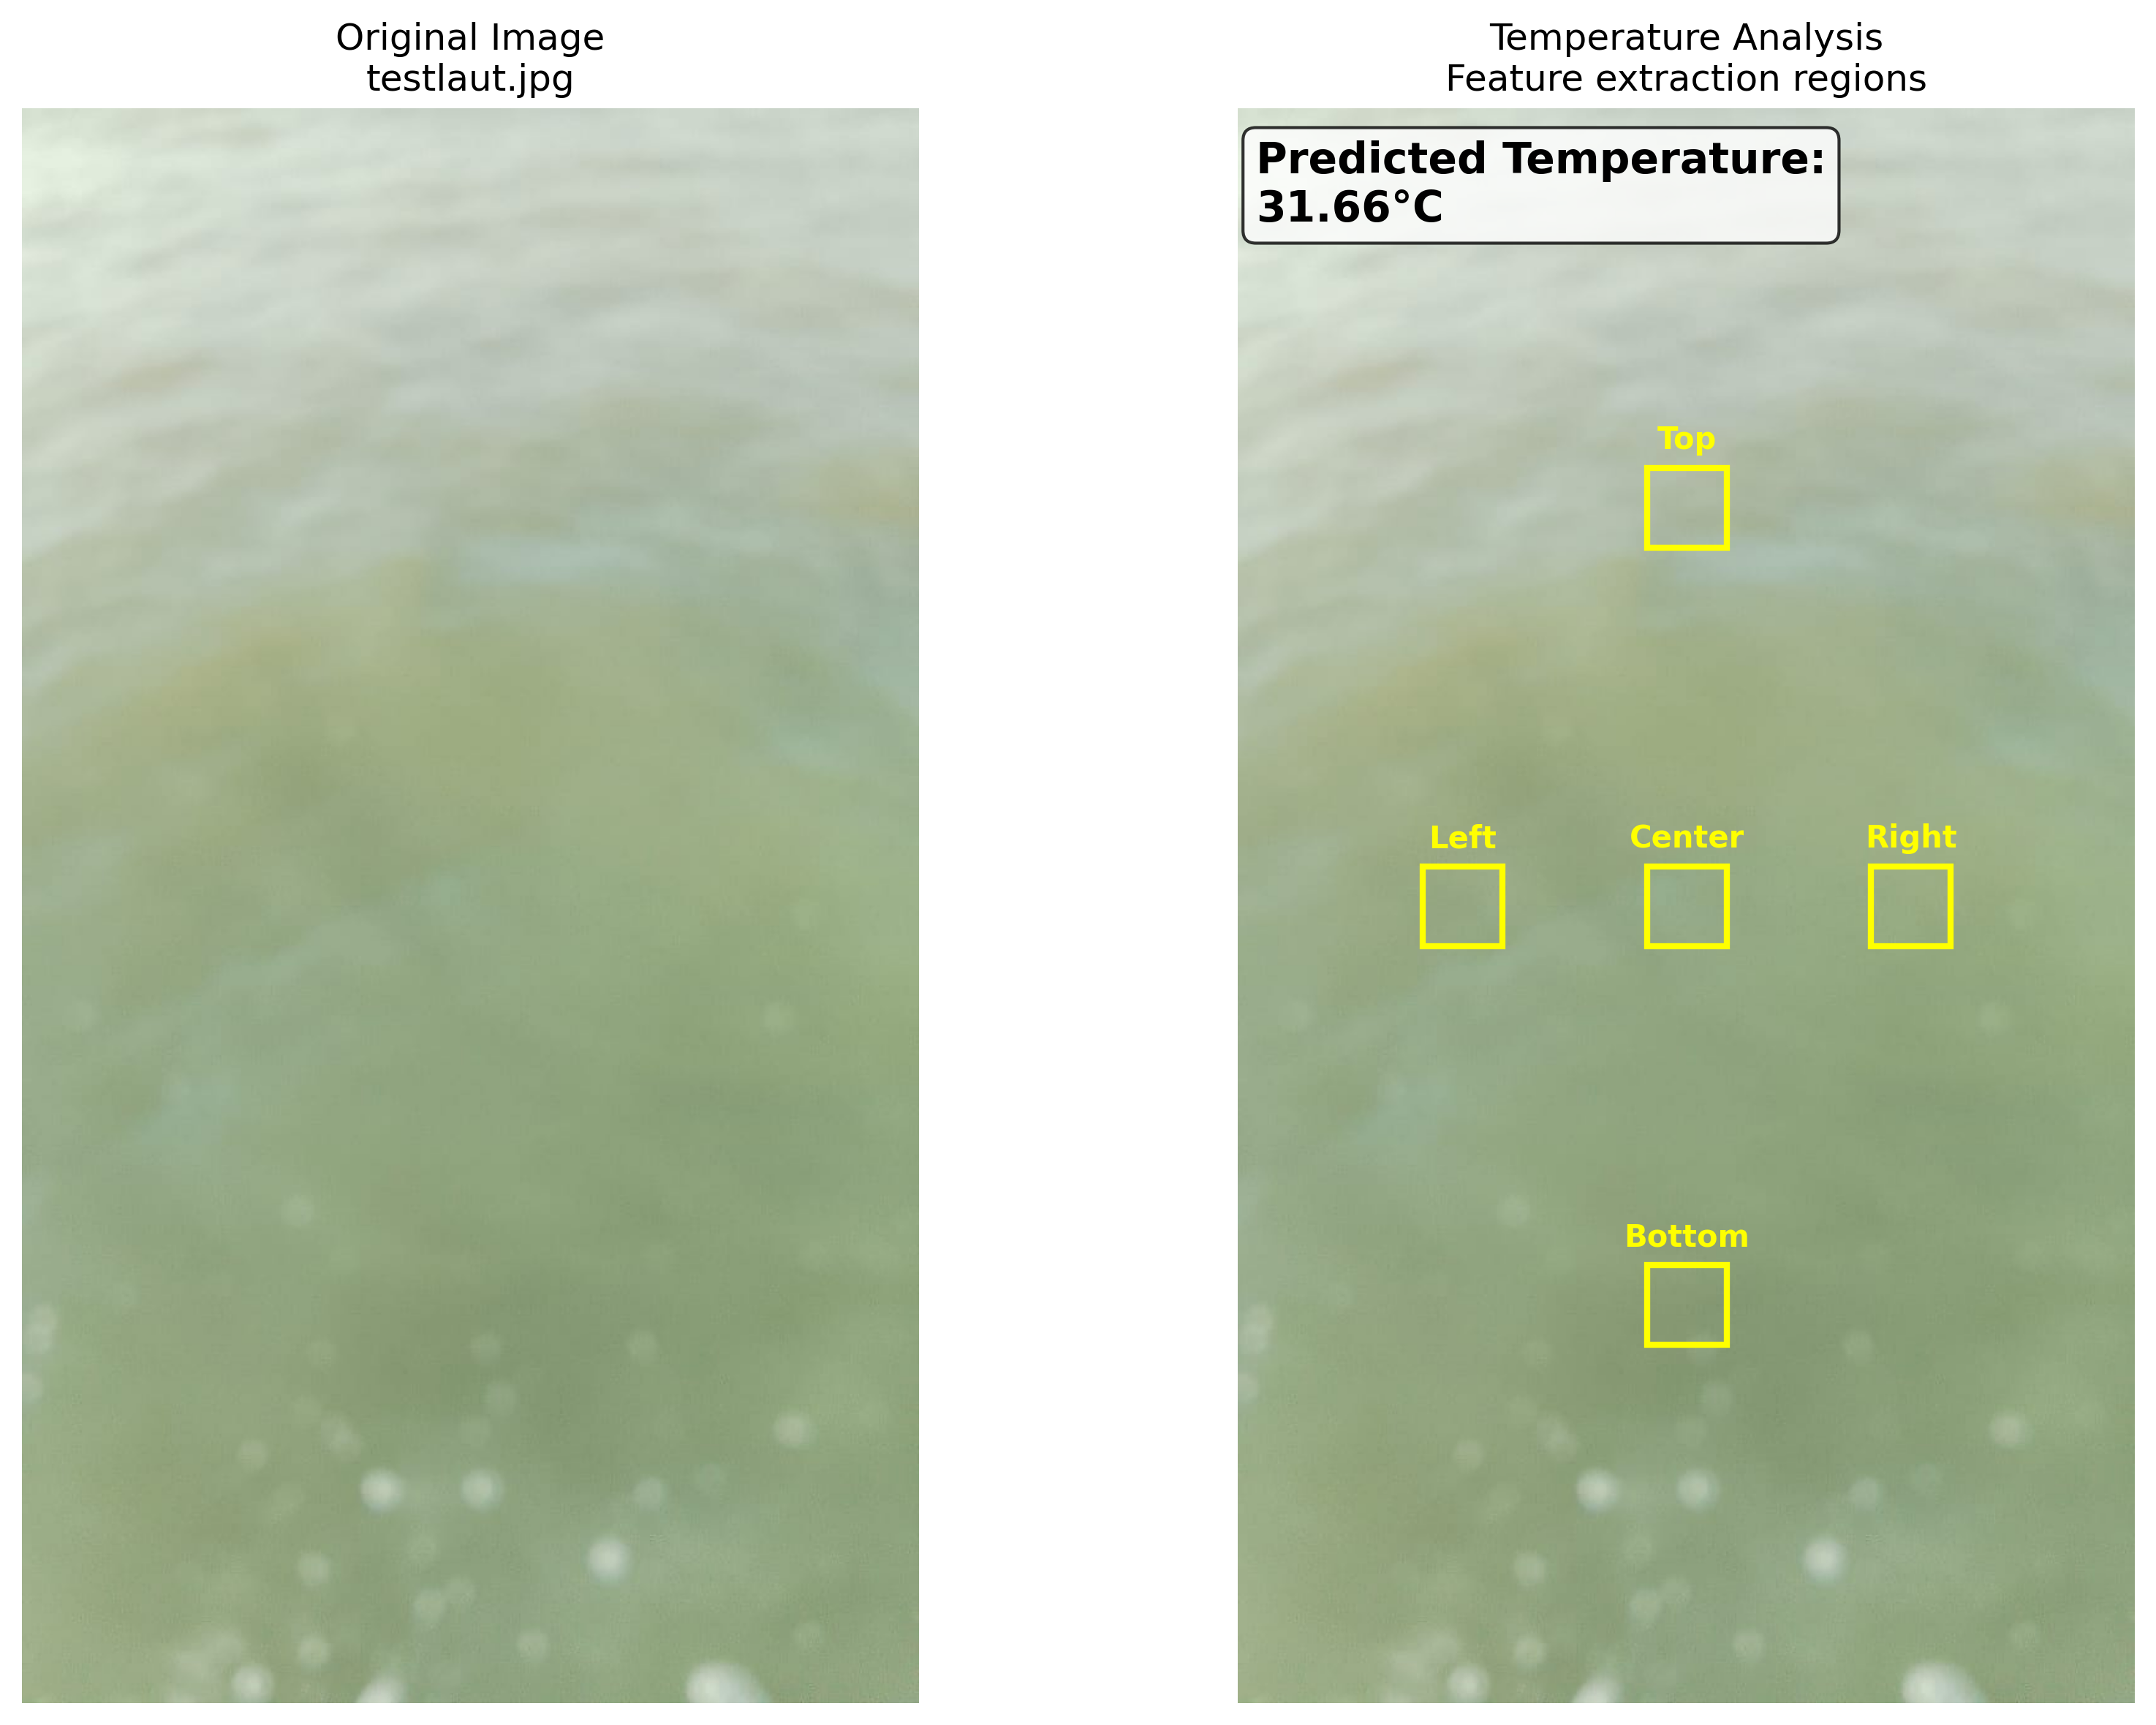 Original Image
testlaut.jpg
Temperature Analysis
Feature extraction regions
Predicted Temperature:
31.66°C
Top
Left
Center
Right
Bottom